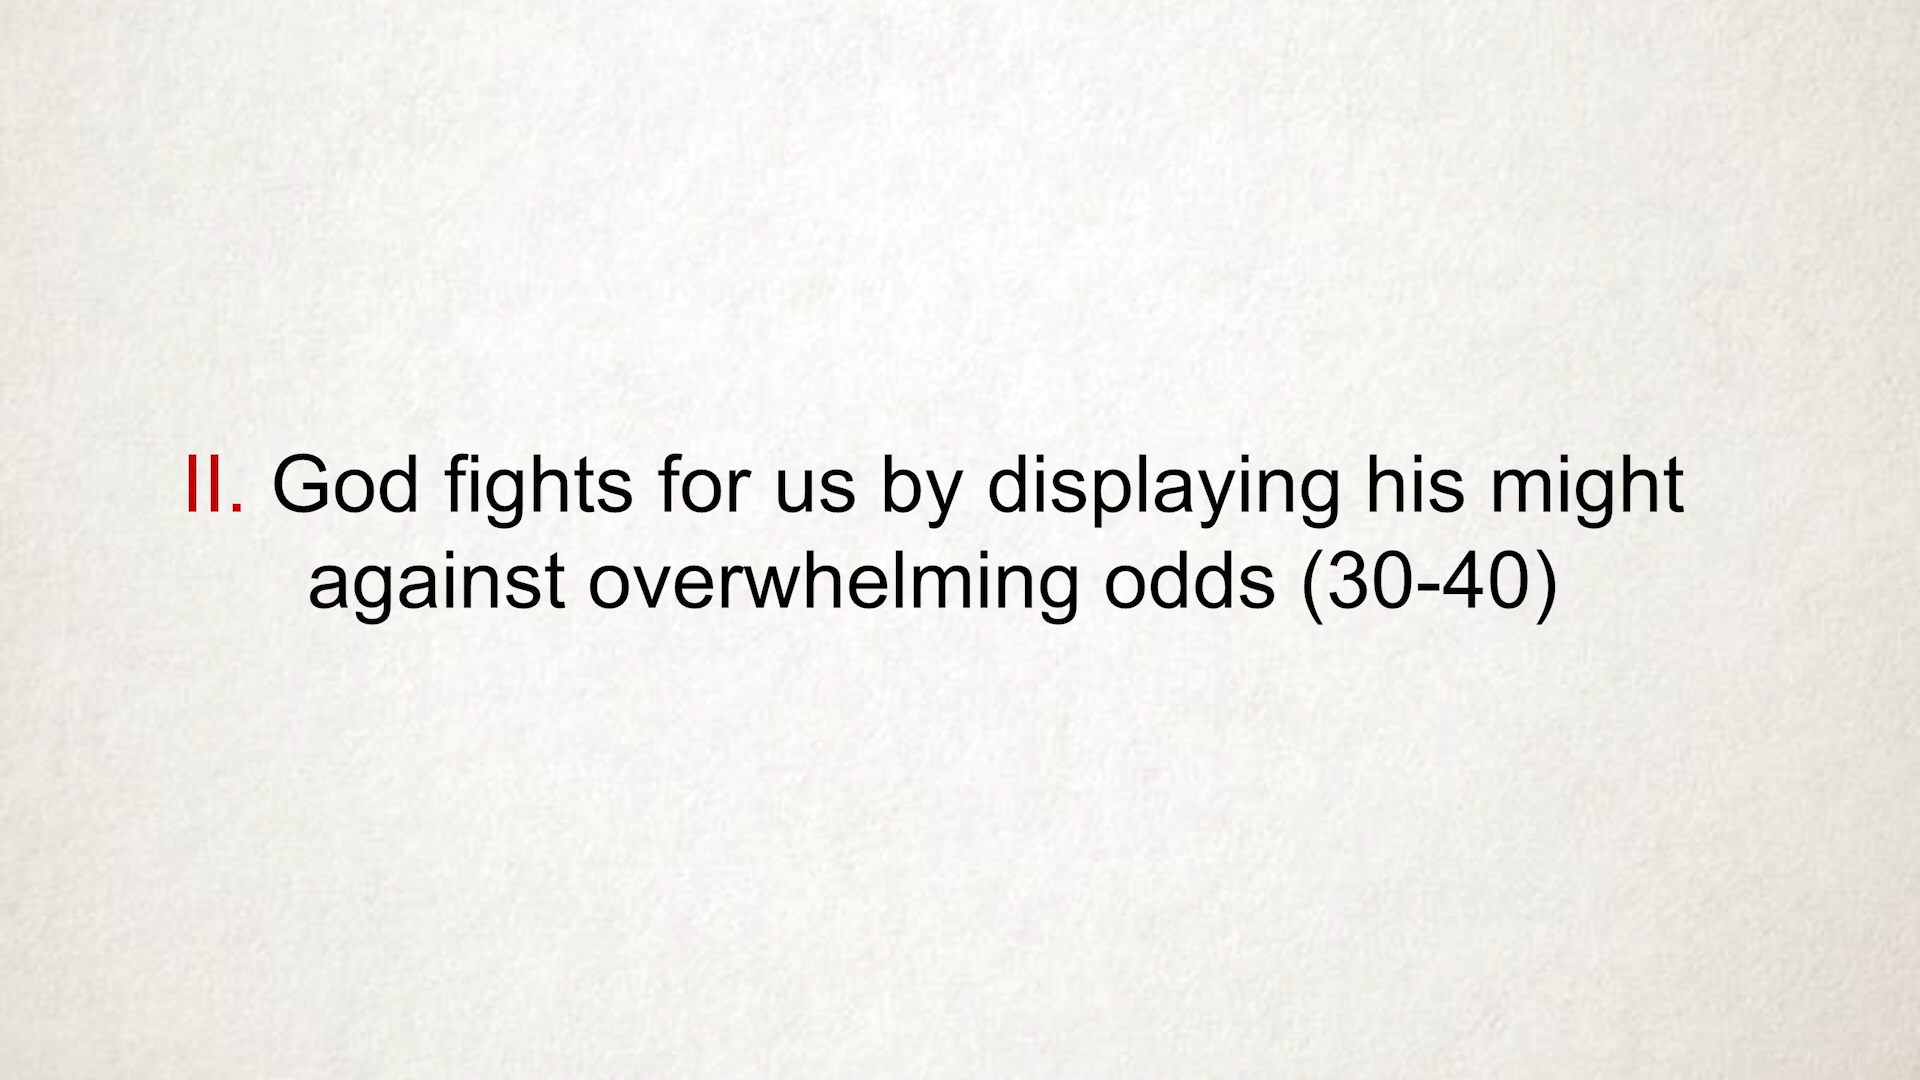 II. God fights for us by displaying his might
against overwhelming odds (30-40)